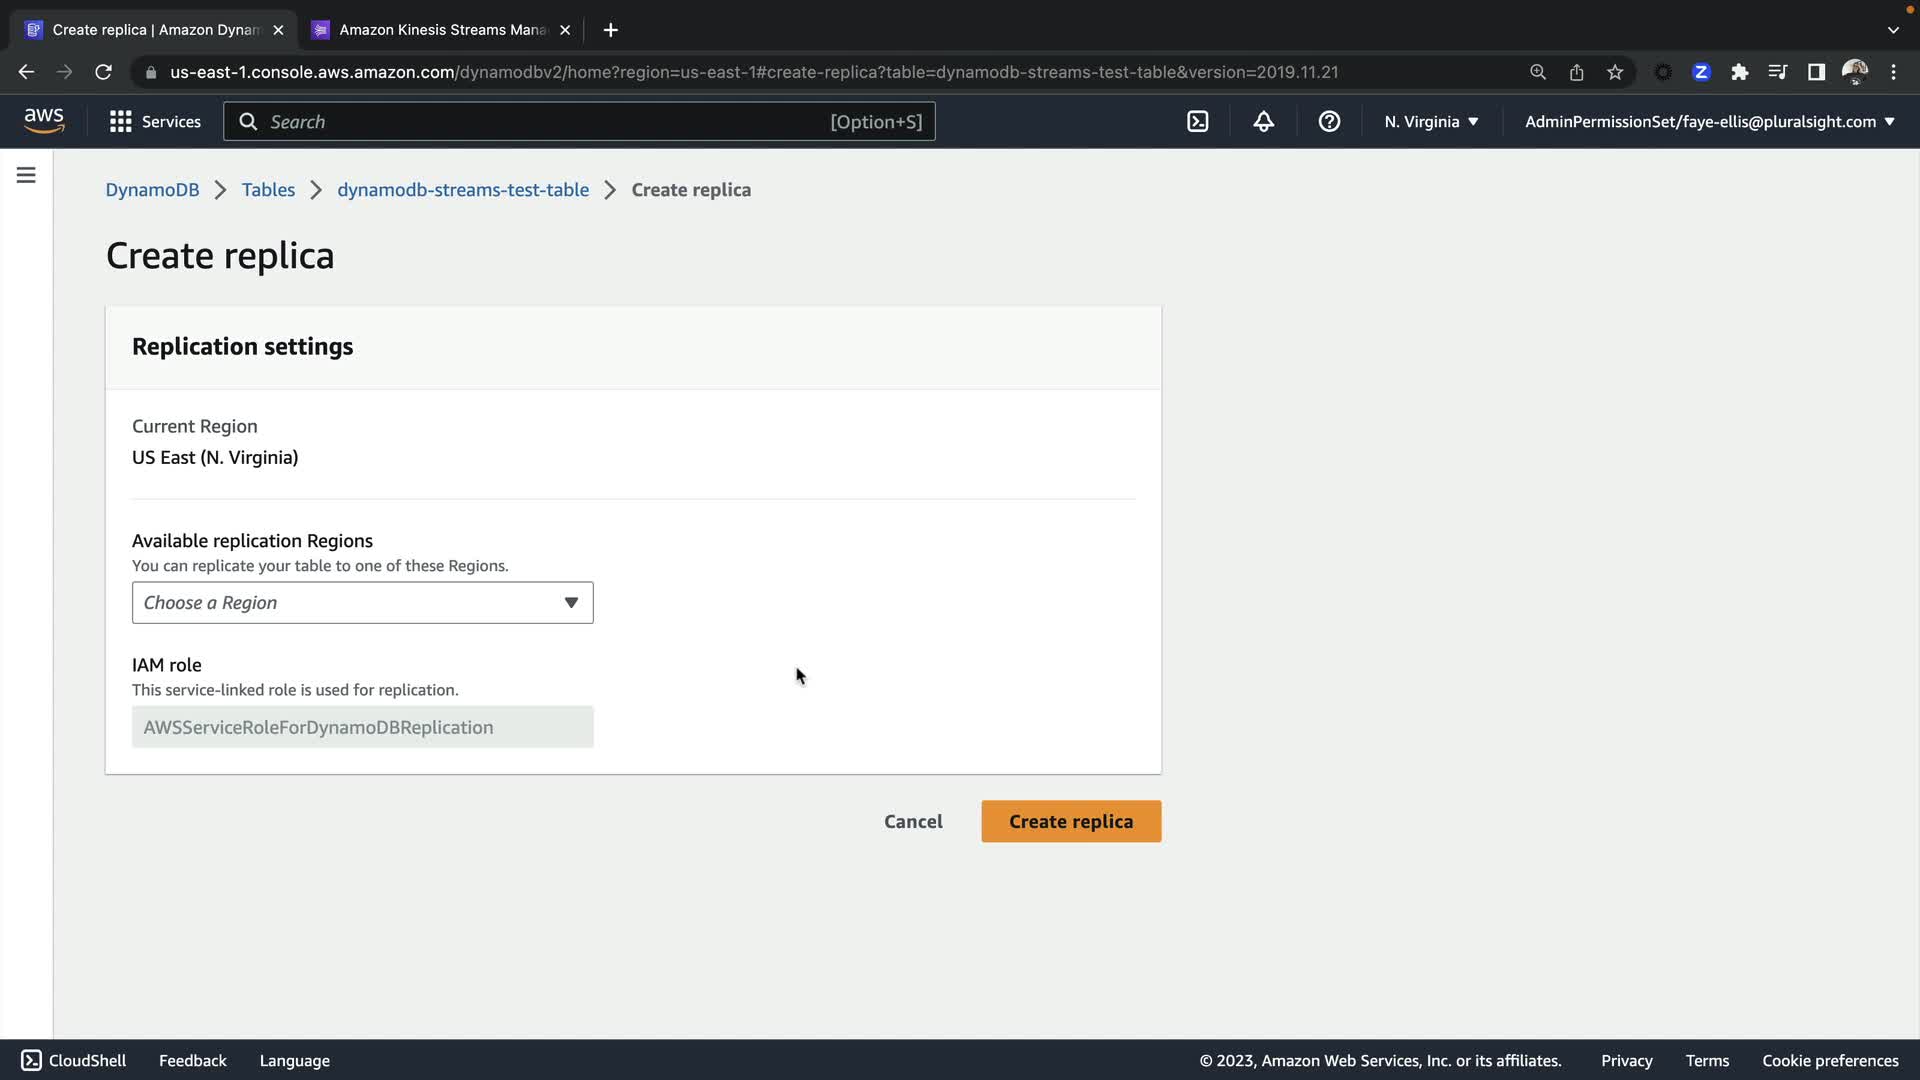 Create replica | Amazon Dynam
Amazon Kinesis Streams Mana
us-east-1.console.aws.amazon.com/dynamodbv2/home?region=us-east-1#create-replica?table=dynamodb-streams-test-table&version=2019.11.21
Z
aws
Services
Search
[Option+S]
N. Virginia
AdminPermissionSet/faye-ellis@pluralsight.com
DynamoDB > Tables > dynamodb-streams-test-table > Create replica
Create replica
Replication settings
Current Region
US East (N. Virginia)
Available replication Regions
You can replicate your table to one of these Regions.
Choose a Region
IAM role
This service-linked role is used for replication.
AWSServiceRoleForDynamoDBReplication
Cancel
Create replica
CloudShell
Feedback
Language
© 2023, Amazon Web Services, Inc. or its affiliates.
Privacy
Terms
Cookie preferences